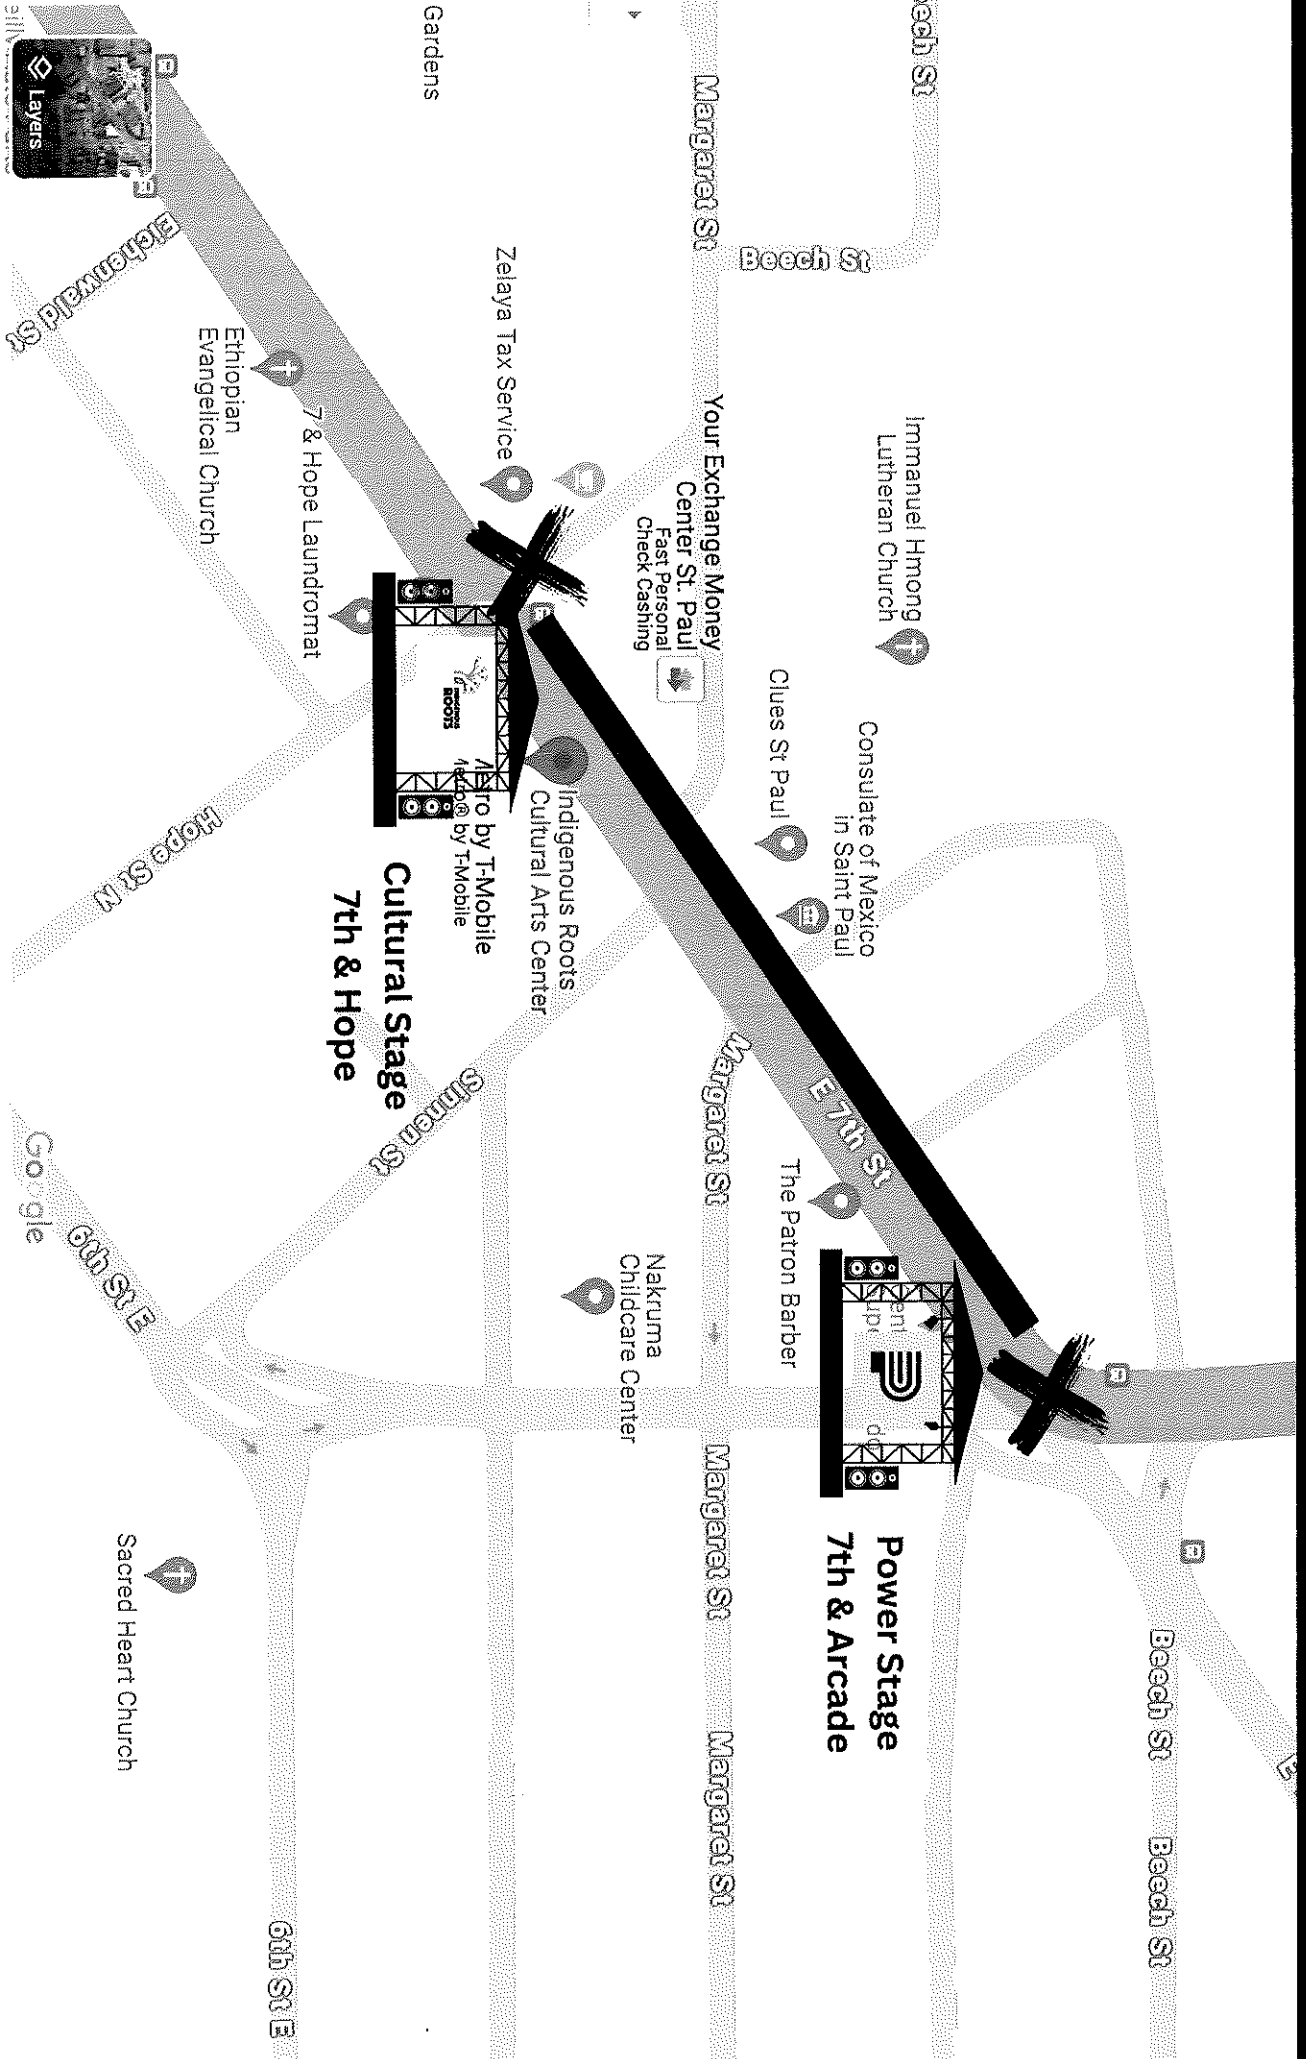 Beech St
Beech St
Beech St
Immanuel Hmong
Lutheran Church
Consulate of Mexico
in Saint Paul
Clues St Paul
Power Stage
7th & Arcade
E 7th St
The Patron Barber
Margaret St
Your Exchange Money
Center St. Paul
Fast Personal
Check Cashing
Margaret St
Margaret St
Margaret St
Nakruma
Childcare Center
Zelaya Tax Service
Indigenous Roots
Cultural Arts Center
ROOTS
by T-Mobile
by T-Mobile
Gardens
Cultural Stage
7th & Hope
Sinnen St
7 & Hope Laundromat
Ethiopian
Evangelical Church
Eichenwald St
Hope St N
6th St E
6th St E
Sacred Heart Church
Layers
Google